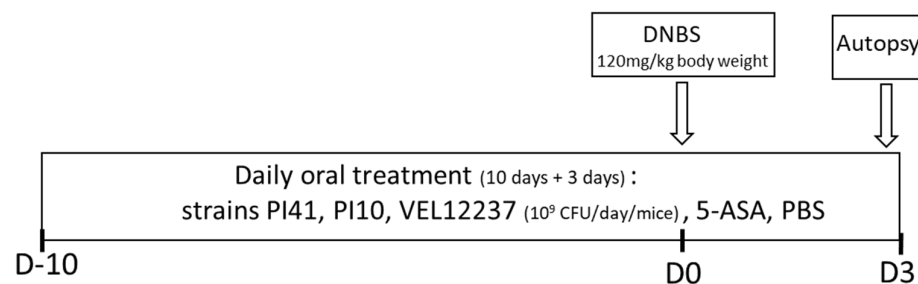 DNBS
120mg/kg body weight
Autopsy
Daily oral treatment (10 days + 3 days) :
strains PI41, PI10, VEL12237 (10⁹ CFU/day/mice), 5-ASA, PBS
D-10
D0
D3